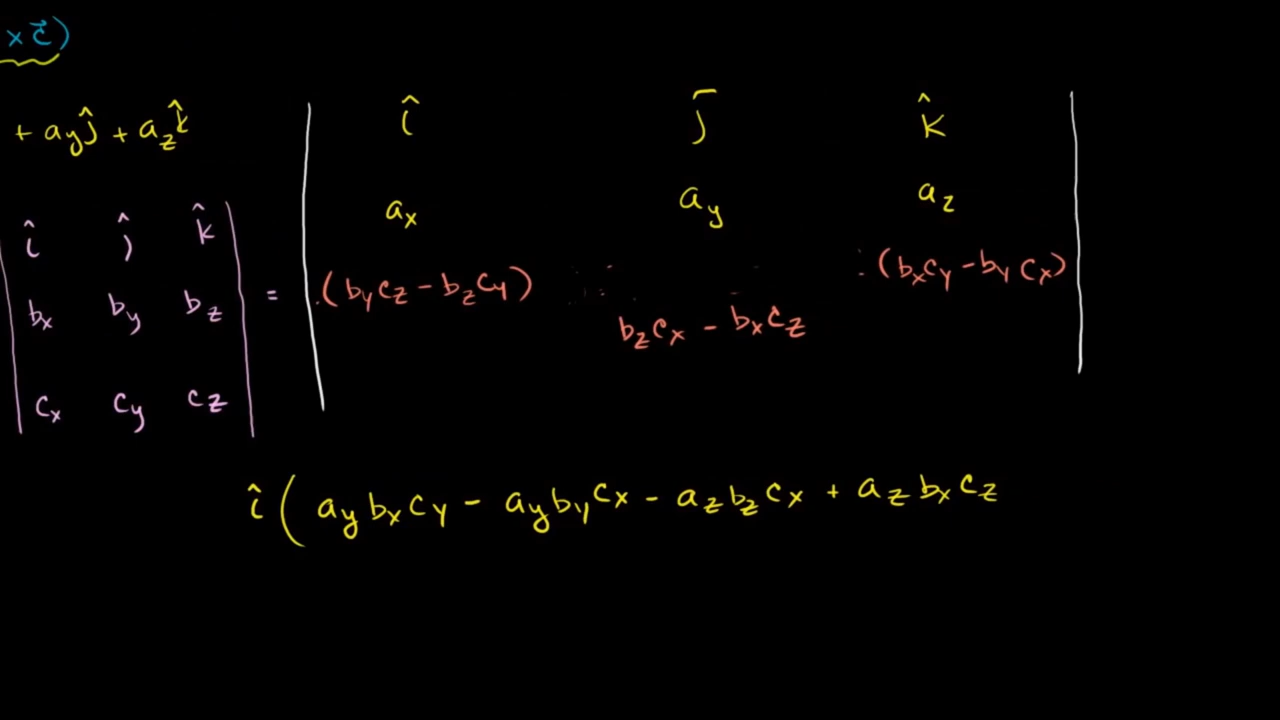 × c⃗)
+ a_y ĵ + a_z k̂
î j̄ k̂
a_x a_y a_z
î ĵ k̂
(b_y c_z - b_z c_y) (b_x c_y - b_y c_x)
b_x b_y b_z =
b_z c_x - b_x c_z
c_x c_y c_z
î ( a_y b_x c_y - a_y b_y c_x - a_z b_z c_x + a_z b_x c_z